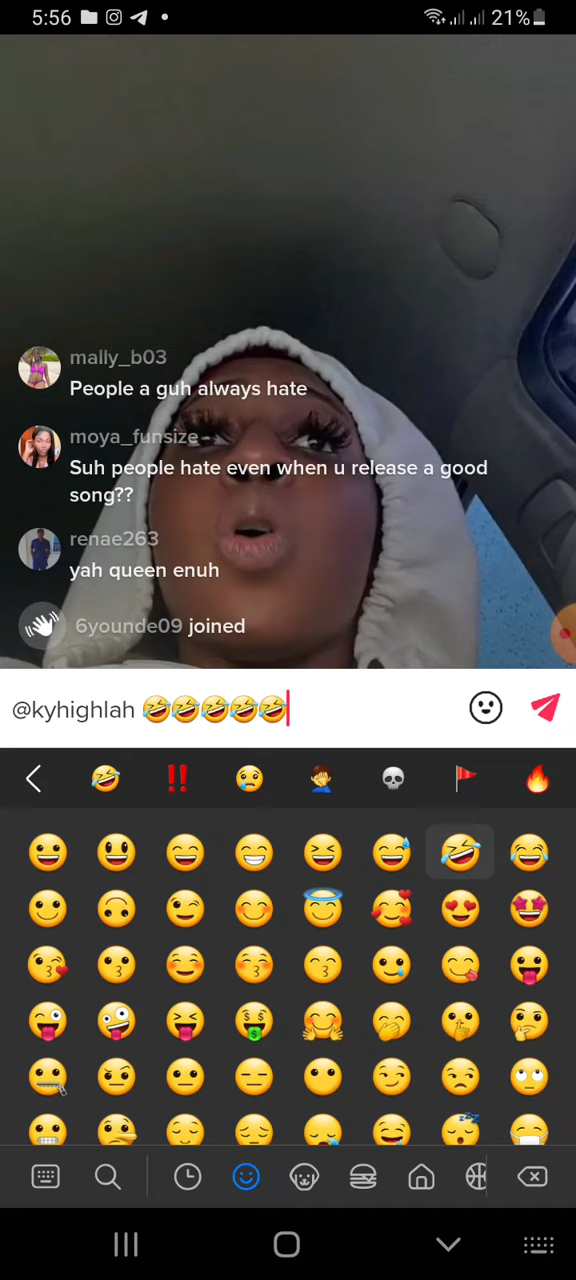 5:56
21%
mally_b03
People a guh always hate
moya_funsize
Suh people hate even when u release a good
song??
renae263
yah queen enuh
6younde09 joined
@kyhighlah 🤣🤣🤣🤣🤣